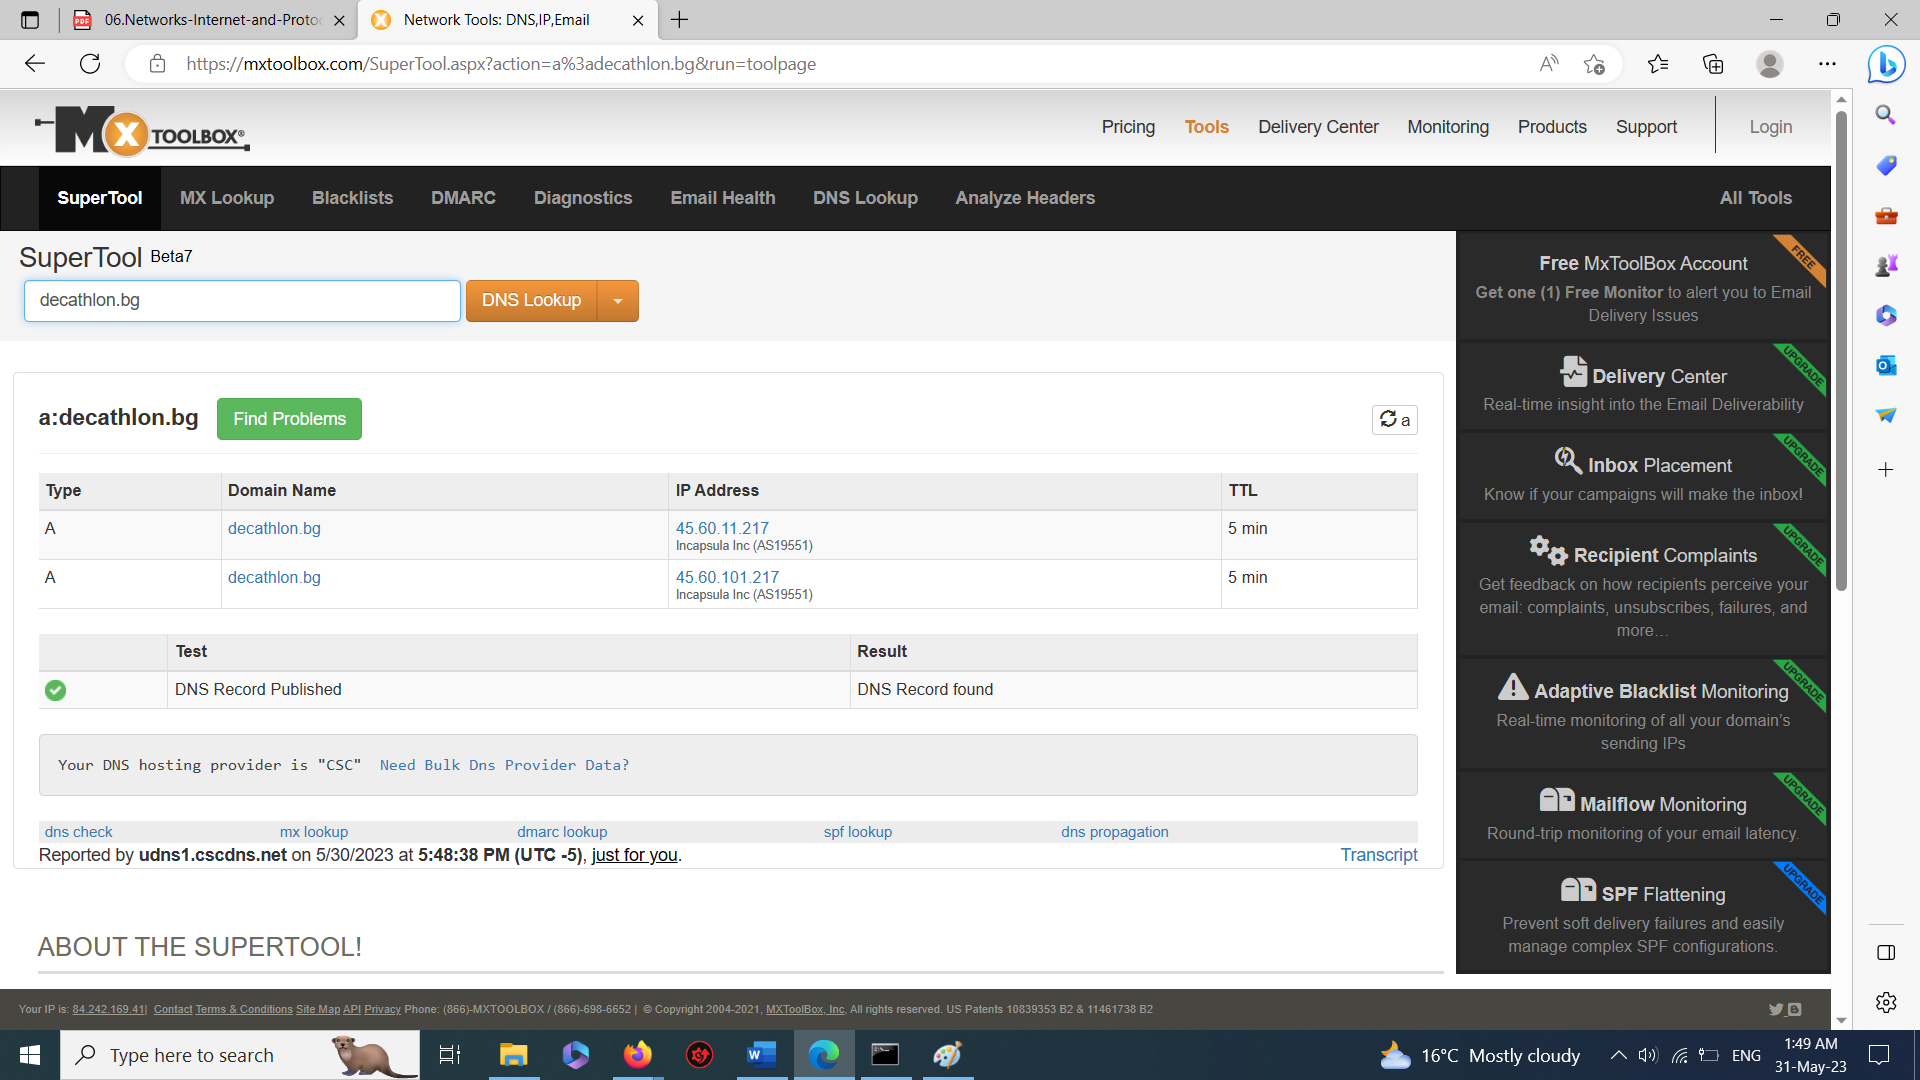 06.Networks-Internet-and-Proto
Network Tools: DNS,IP,Email
https://mxtoolbox.com/SuperTool.aspx?action=a%3adecathlon.bg&run=toolpage
MX TOOLBOX®
Pricing Tools Delivery Center Monitoring Products Support Login
SuperTool MX Lookup Blacklists DMARC Diagnostics Email Health DNS Lookup Analyze Headers All Tools
SuperTool Beta7
decathlon.bg DNS Lookup
a:decathlon.bg Find Problems a
Type Domain Name IP Address TTL
A decathlon.bg 45.60.11.217 5 min
Incapsula Inc (AS19551)
A decathlon.bg 45.60.101.217 5 min
Incapsula Inc (AS19551)
Test Result
DNS Record Published DNS Record found
Your DNS hosting provider is "CSC" Need Bulk Dns Provider Data?
dns check mx lookup dmarc lookup spf lookup dns propagation
Reported by udns1.cscdns.net on 5/30/2023 at 5:48:38 PM (UTC -5), just for you. Transcript
ABOUT THE SUPERTOOL!
FREE
Free MxToolBox Account
Get one (1) Free Monitor to alert you to Email
Delivery Issues
UPGRADE
Delivery Center
Real-time insight into the Email Deliverability
UPGRADE
Inbox Placement
Know if your campaigns will make the inbox!
UPGRADE
Recipient Complaints
Get feedback on how recipients perceive your
email: complaints, unsubscribes, failures, and
more…
UPGRADE
Adaptive Blacklist Monitoring
Real-time monitoring of all your domain's
sending IPs
UPGRADE
Mailflow Monitoring
Round-trip monitoring of your email latency.
UPGRADE
SPF Flattening
Prevent soft delivery failures and easily
manage complex SPF configurations.
Your IP is: 84.242.169.41| Contact Terms & Conditions Site Map API Privacy Phone: (866)-MXTOOLBOX / (866)-698-6652 | © Copyright 2004-2021, MXToolBox, Inc, All rights reserved. US Patents 10839353 B2 & 11461738 B2
Type here to search
16°C Mostly cloudy
ENG
1:49 AM
31-May-23